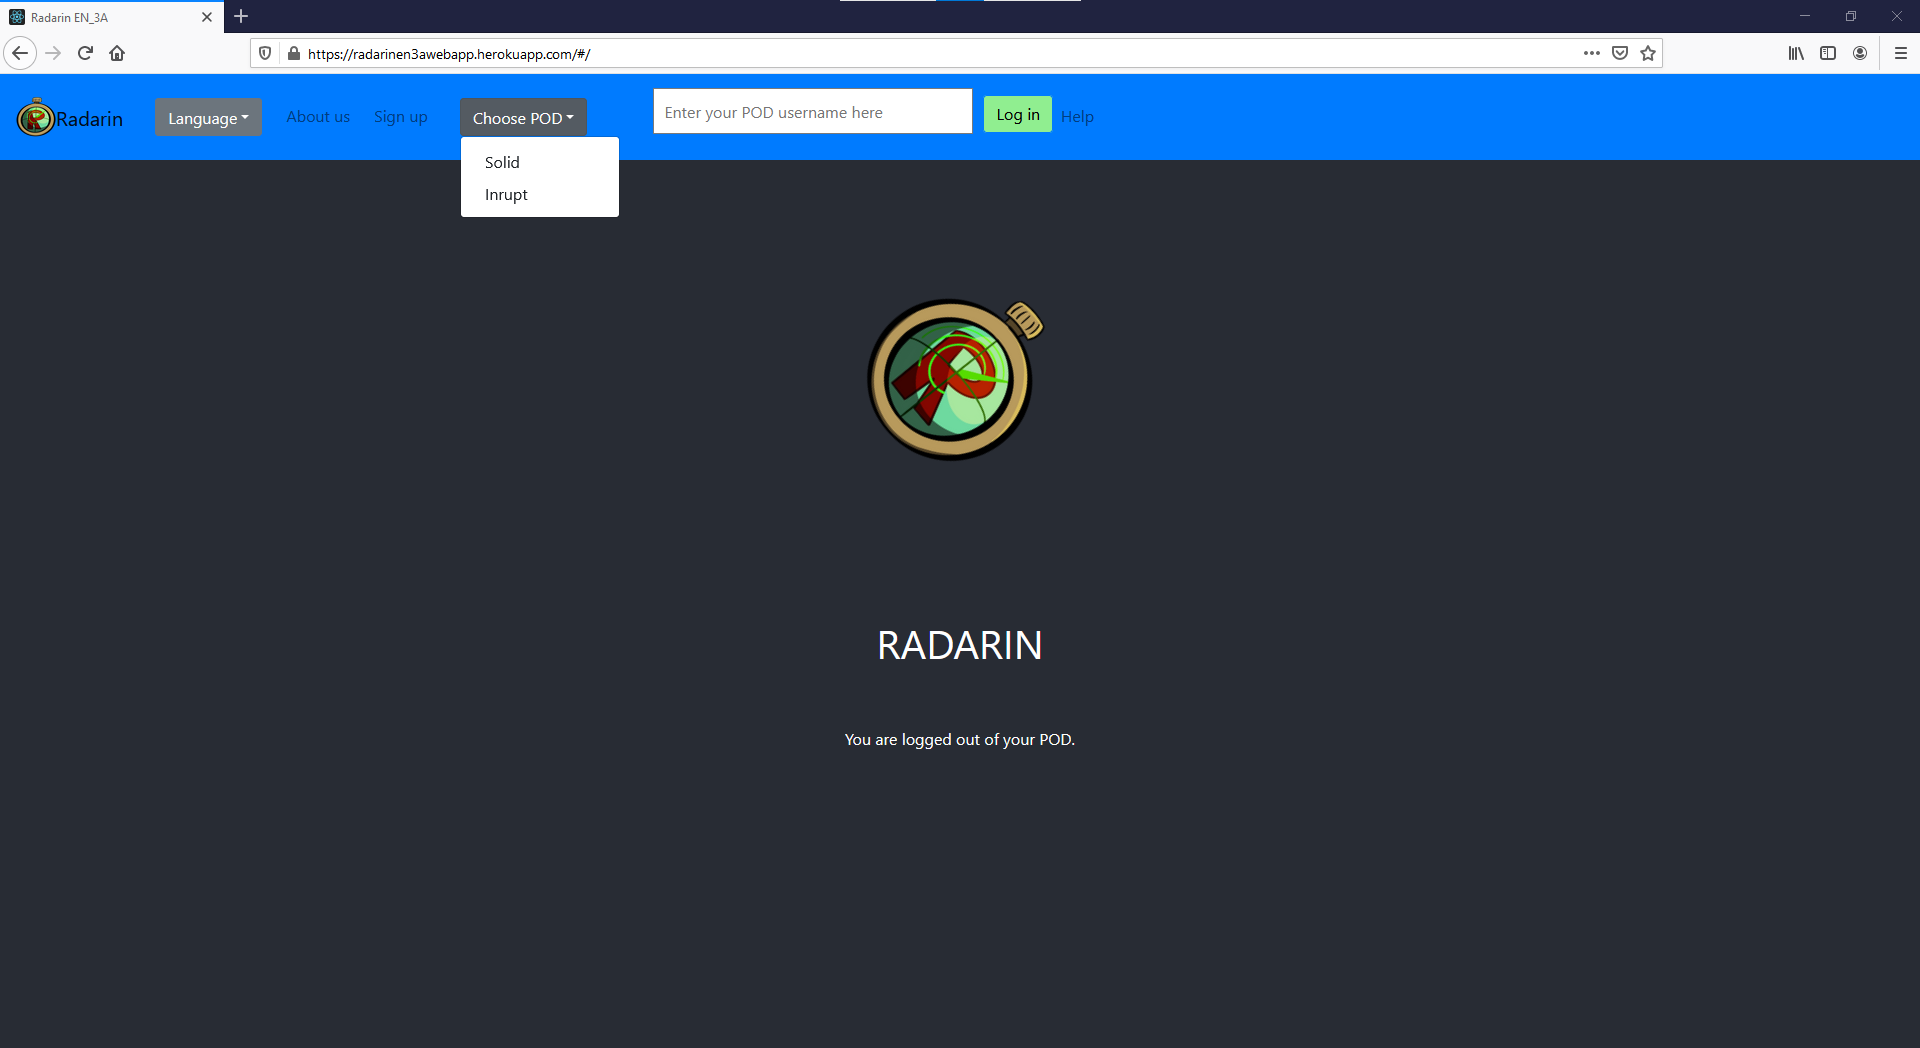 Radarin EN_3A
https://radarinen3awebapp.herokuapp.com/#/
Radarin Language About us Sign up Choose POD Enter your POD username here Log in Help
Solid
Inrupt
RADARIN
You are logged out of your POD.